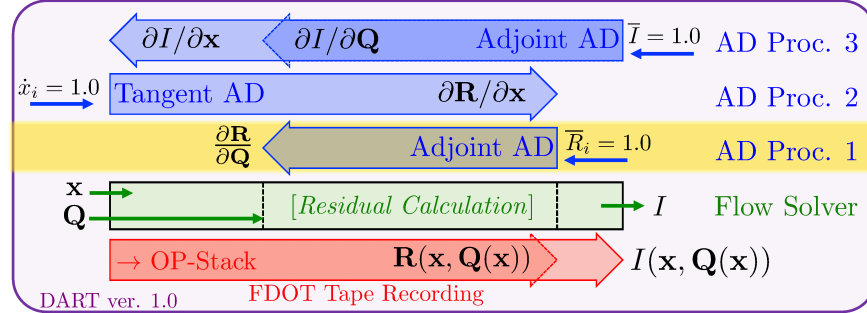 ∂I/∂x ∂I/∂Q Adjoint AD I̅ = 1.0 AD Proc. 3
ẋᵢ = 1.0 Tangent AD ∂R/∂x AD Proc. 2
∂R/∂Q Adjoint AD R̅ᵢ = 1.0 AD Proc. 1
x
Q [Residual Calculation] I Flow Solver
→ OP-Stack R(x, Q(x)) I(x, Q(x))
FDOT Tape Recording
DART ver. 1.0